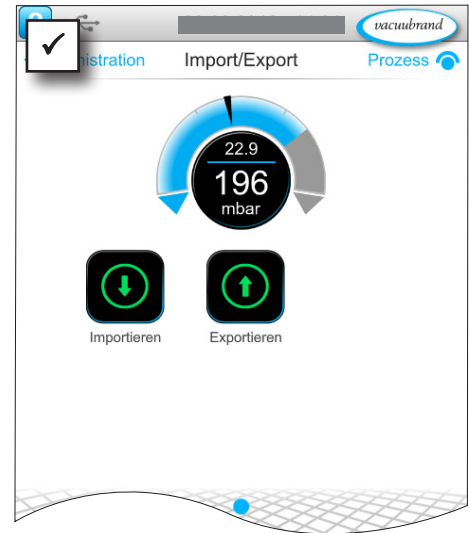 vacuubrand
istration
Import/Export
Prozess
22.9
196
mbar
Importieren
Exportieren